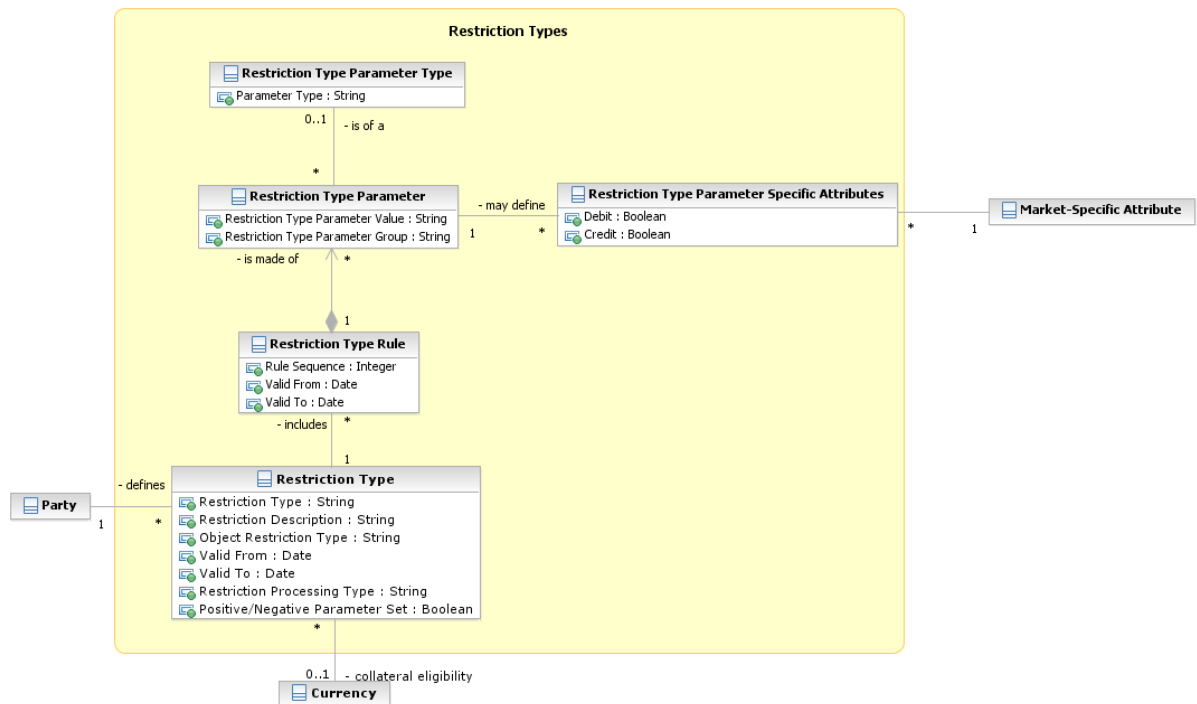 Restriction Types
Restriction Type Parameter Type
Parameter Type : String
0..1
- is of a
*
Restriction Type Parameter
Restriction Type Parameter Value : String
Restriction Type Parameter Group : String
- may define
1
*
Restriction Type Parameter Specific Attributes
Debit : Boolean
Credit : Boolean
*
1
Market-Specific Attribute
- is made of
*
1
Restriction Type Rule
Rule Sequence : Integer
Valid From : Date
Valid To : Date
- includes
*
1
Party
1
- defines
*
Restriction Type
Restriction Type : String
Restriction Description : String
Object Restriction Type : String
Valid From : Date
Valid To : Date
Restriction Processing Type : String
Positive/Negative Parameter Set : Boolean
*
0..1
- collateral eligibility
Currency